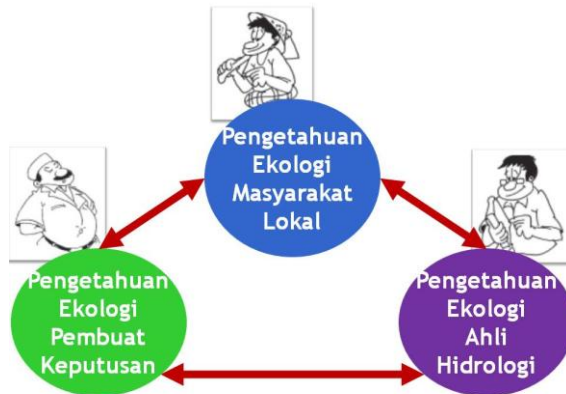 Pengetahuan
Ekologi
Masyarakat
Lokal
Pengetahuan
Ekologi
Pembuat
Keputusan
Pengetahuan
Ekologi
Ahli
Hidrologi